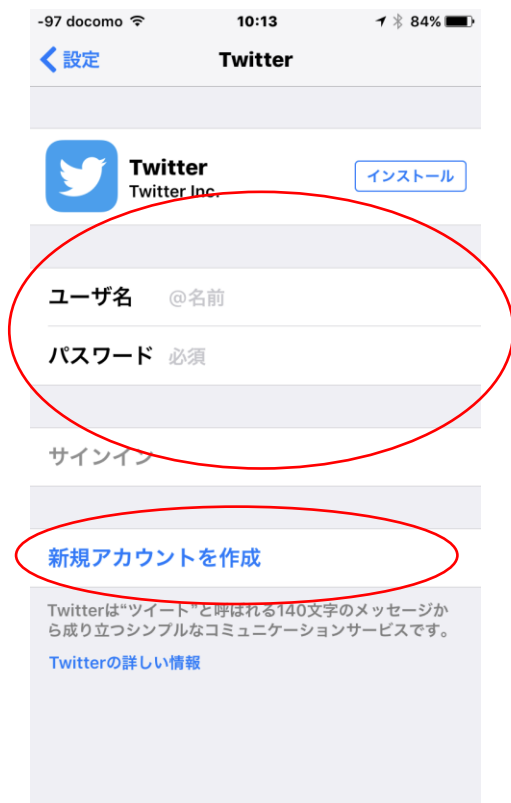 -97 docomo 10:13 84%
設定 Twitter
Twitter
Twitter Inc.
インストール
ユーザ名 @名前
パスワード 必須
サインイン
新規アカウントを作成
Twitterは“ツイート”と呼ばれる140文字のメッセージか
ら成り立つシンプルなコミュニケーションサービスです。
Twitterの詳しい情報